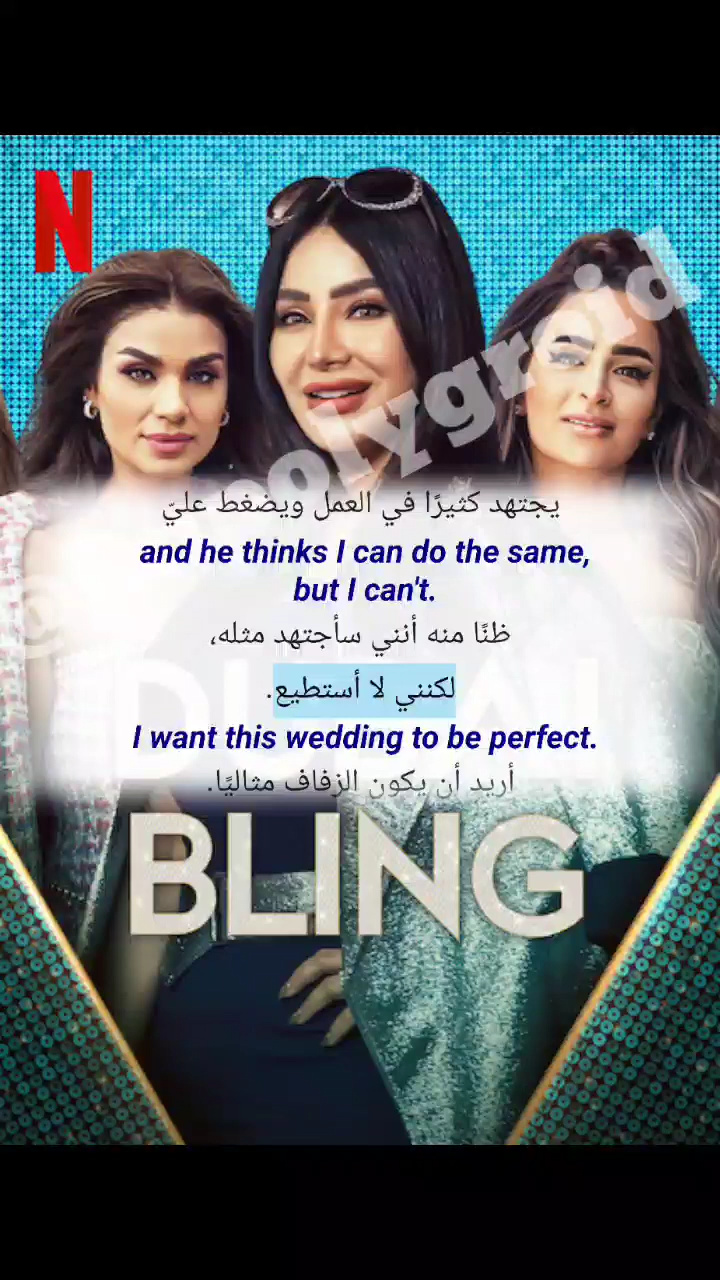 N
يجتهد كثيرًا في العمل ويضغط عليّ
and he thinks I can do the same,
but I can't.
ظنًا منه أنني سأجتهد مثله،
لكنني لا أستطيع.
I want this wedding to be perfect.
أريد أن يكون الزفاف مثاليًا.
BLING